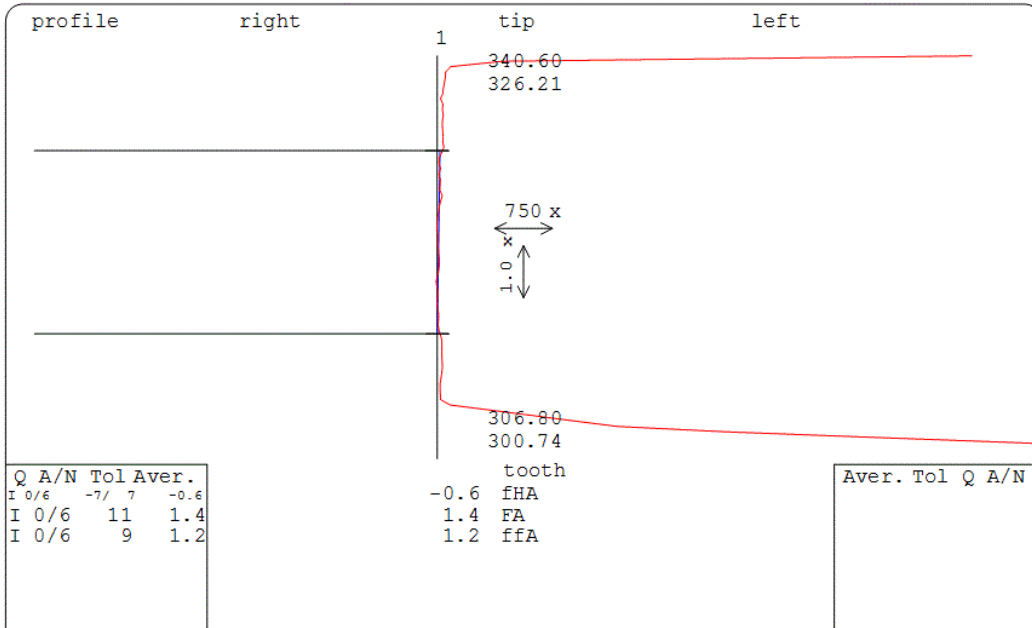 profile right tip left
1
340.60
326.21
750 x
1.0 x
306.80
300.74
Q A/N Tol Aver. tooth Aver. Tol Q A/N
I 0/6 -7/ 7 -0.6 -0.6 fHA
I 0/6 11 1.4 1.4 FA
I 0/6 9 1.2 1.2 ffA